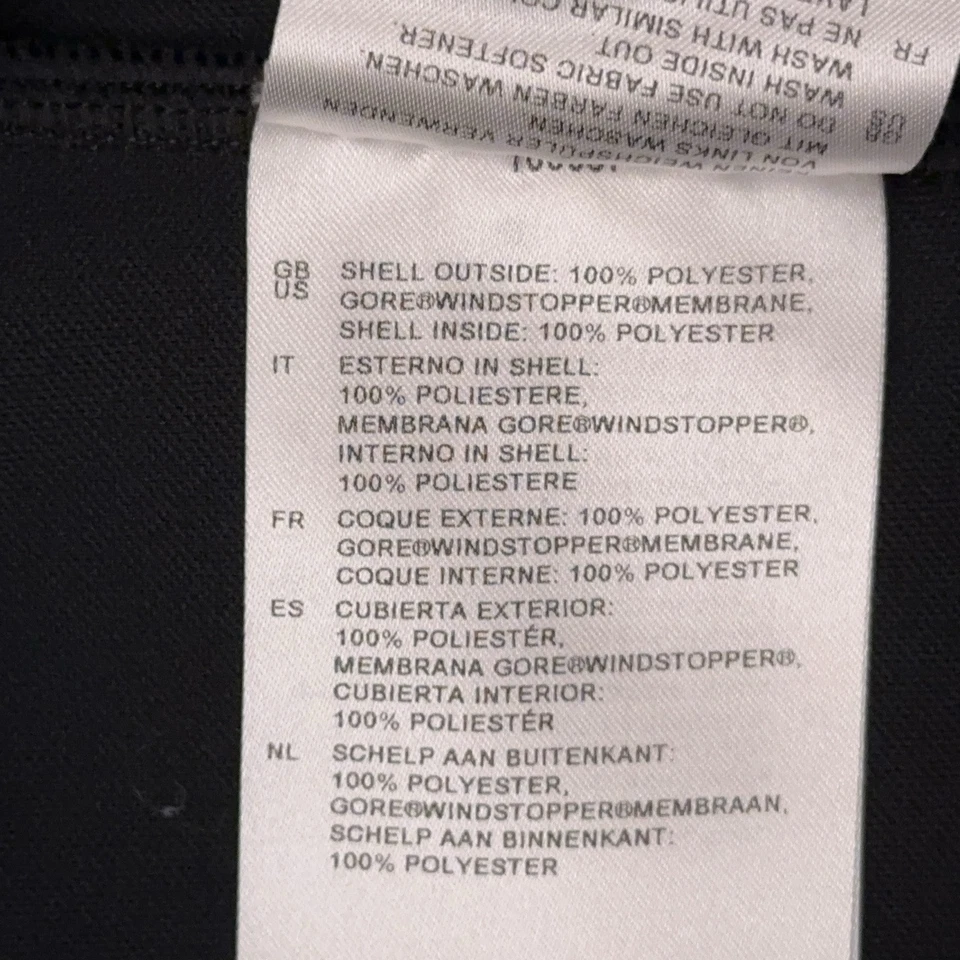 FR NE PAS UTILI
WASH WITH SIMILAR
WASH INSIDE OUT
GB US DO NOT USE FABRIC SOFTENER.
MIT GLEICHEN FARBEN WASCHEN.
VON LINKS WASCHEN
WEICHSPÜLER VERWENDEN
GB SHELL OUTSIDE: 100% POLYESTER,
US GORE®WINDSTOPPER®MEMBRANE,
SHELL INSIDE: 100% POLYESTER
IT ESTERNO IN SHELL:
100% POLIESTERE,
MEMBRANA GORE®WINDSTOPPER®,
INTERNO IN SHELL:
100% POLIESTERE
FR COQUE EXTERNE: 100% POLYESTER,
GORE®WINDSTOPPER®MEMBRANE,
COQUE INTERNE: 100% POLYESTER
ES CUBIERTA EXTERIOR:
100% POLIESTÉR,
MEMBRANA GORE®WINDSTOPPER®,
CUBIERTA INTERIOR:
100% POLIESTÉR
NL SCHELP AAN BUITENKANT:
100% POLYESTER,
GORE®WINDSTOPPER®MEMBRAAN,
SCHELP AAN BINNENKANT:
100% POLYESTER